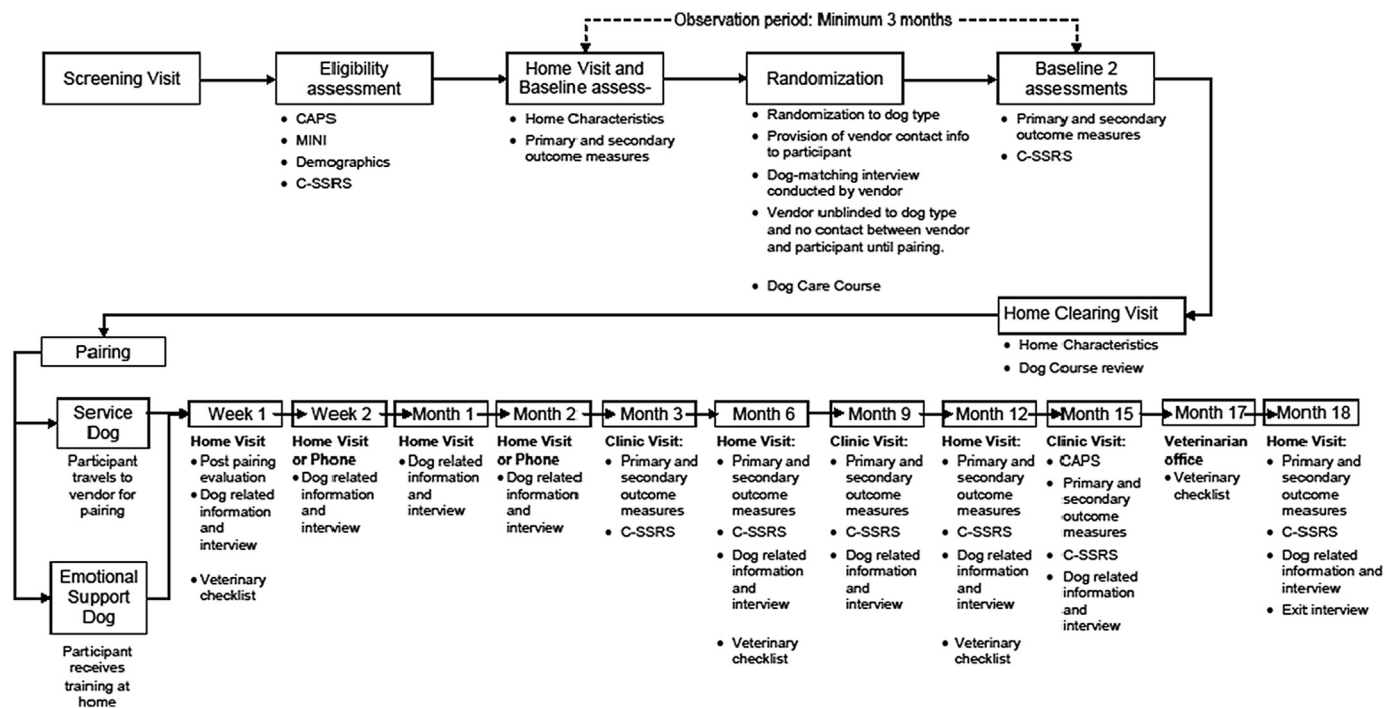 Observation period: Minimum 3 months
Screening Visit
Eligibility
assessment
• CAPS
• MINI
• Demographics
• C-SSRS
Home Visit and
Baseline assess-
• Home Characteristics
• Primary and secondary
outcome measures
Randomization
• Randomization to dog type
• Provision of vendor contact info
to participant
• Dog-matching interview
conducted by vendor
• Vendor unblinded to dog type
and no contact between vendor
and participant until pairing.
• Dog Care Course
Baseline 2
assessments
• Primary and secondary
outcome measures
• C-SSRS
Home Clearing Visit
• Home Characteristics
• Dog Course review
Pairing
Service
Dog
Participant
travels to
vendor for
pairing
Emotional
Support
Dog
Participant
receives
training at
home
Week 1
Home Visit
• Post pairing
evaluation
• Dog related
information
and
interview
• Veterinary
checklist
Week 2
Home Visit
or Phone
• Dog related
information
and
interview
Month 1
Home Visit
• Dog related
information
and
interview
Month 2
Home Visit
or Phone
• Dog related
information
and
interview
Month 3
Clinic Visit:
• Primary and
secondary
outcome
measures
• C-SSRS
Month 6
Home Visit:
• Primary and
secondary
outcome
measures
• C-SSRS
• Dog related
information
and
interview
• Veterinary
checklist
Month 9
Clinic Visit:
• Primary and
secondary
outcome
measures
• C-SSRS
• Dog related
information
and
interview
Month 12
Home Visit:
• Primary and
secondary
outcome
measures
• C-SSRS
• Dog related
information
and
interview
• Veterinary
checklist
Month 15
Clinic Visit:
• CAPS
• Primary and
secondary
outcome
measures
• C-SSRS
• Dog related
information
and
interview
Month 17
Veterinarian
office
• Veterinary
checklist
Month 18
Home Visit:
• Primary and
secondary
outcome
measures
• C-SSRS
• Dog related
information and
interview
• Exit interview